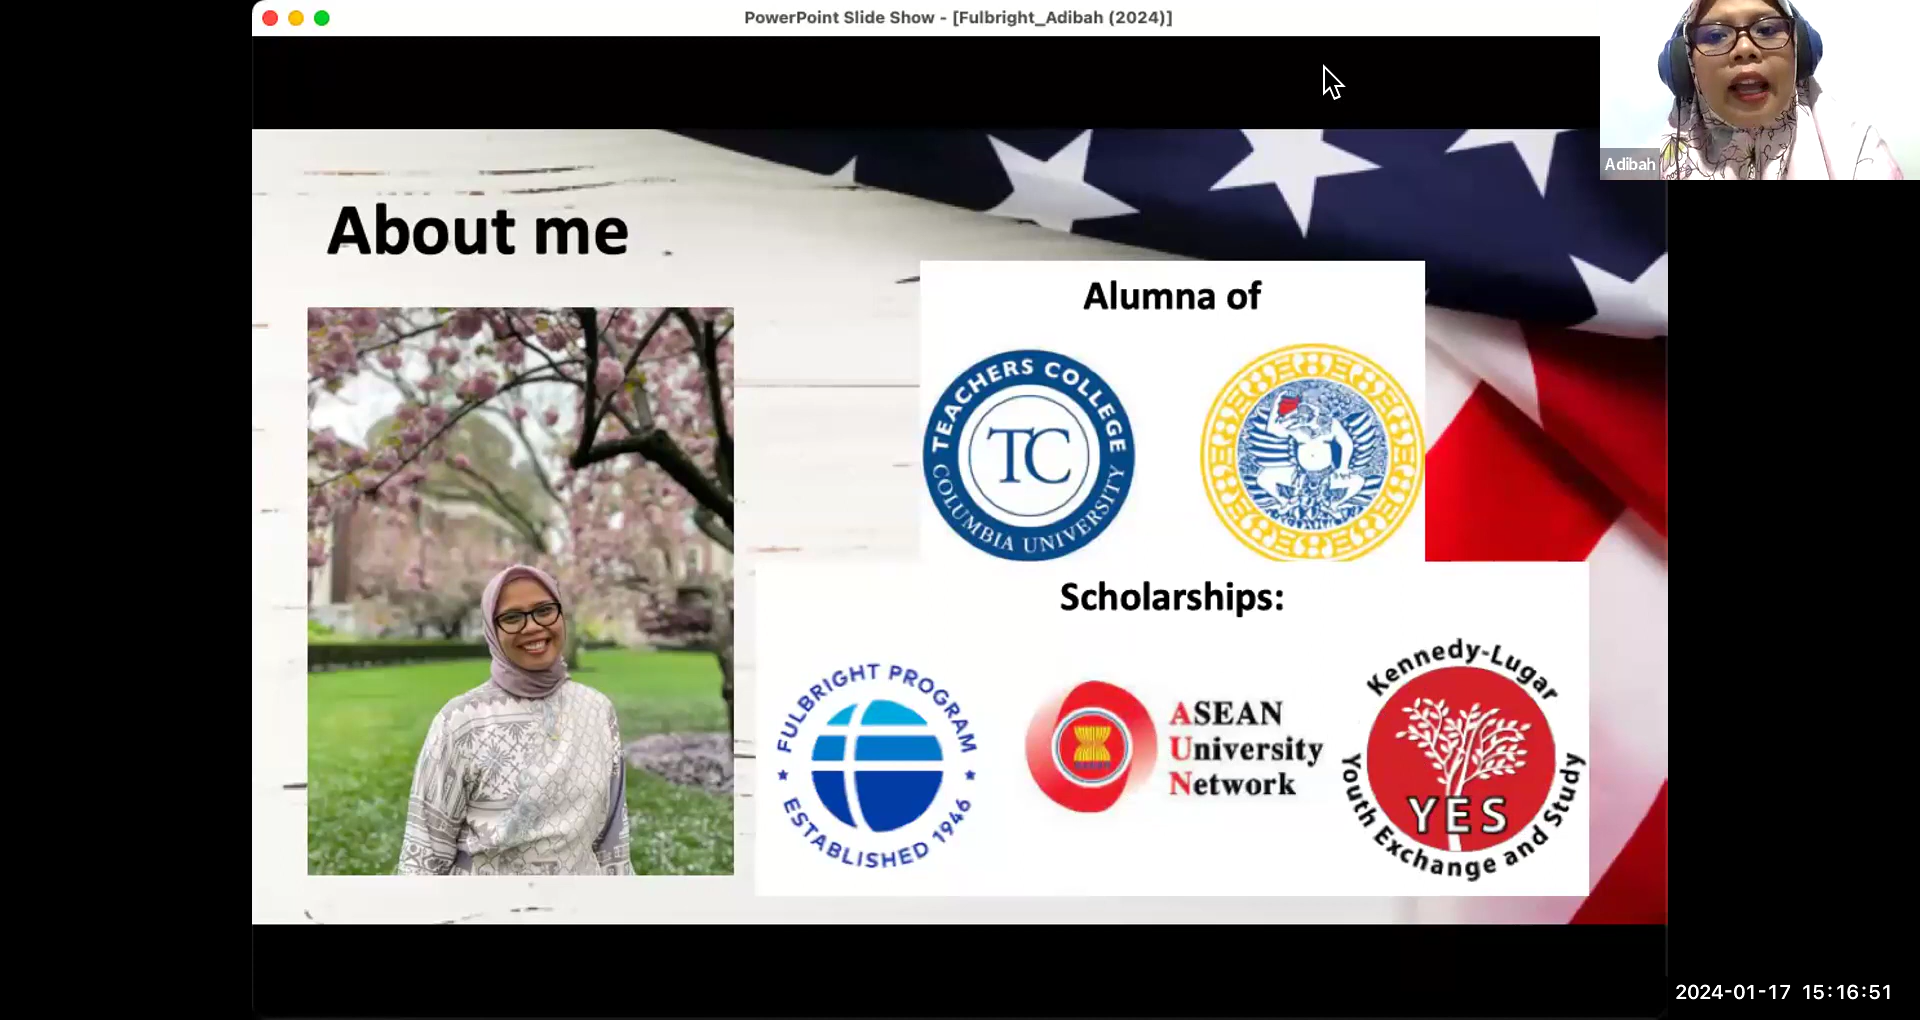 PowerPoint Slide Show - [Fulbright_Adibah (2024)]
Adibah
About me
Alumna of
TEACHERS COLLEGE
TC
COLUMBIA UNIVERSITY
Scholarships:
FULBRIGHT PROGRAM
ESTABLISHED 1946
ASEAN
University
Network
Kennedy-Lugar
YES
Youth Exchange and Study
2024-01-17 15:16:51